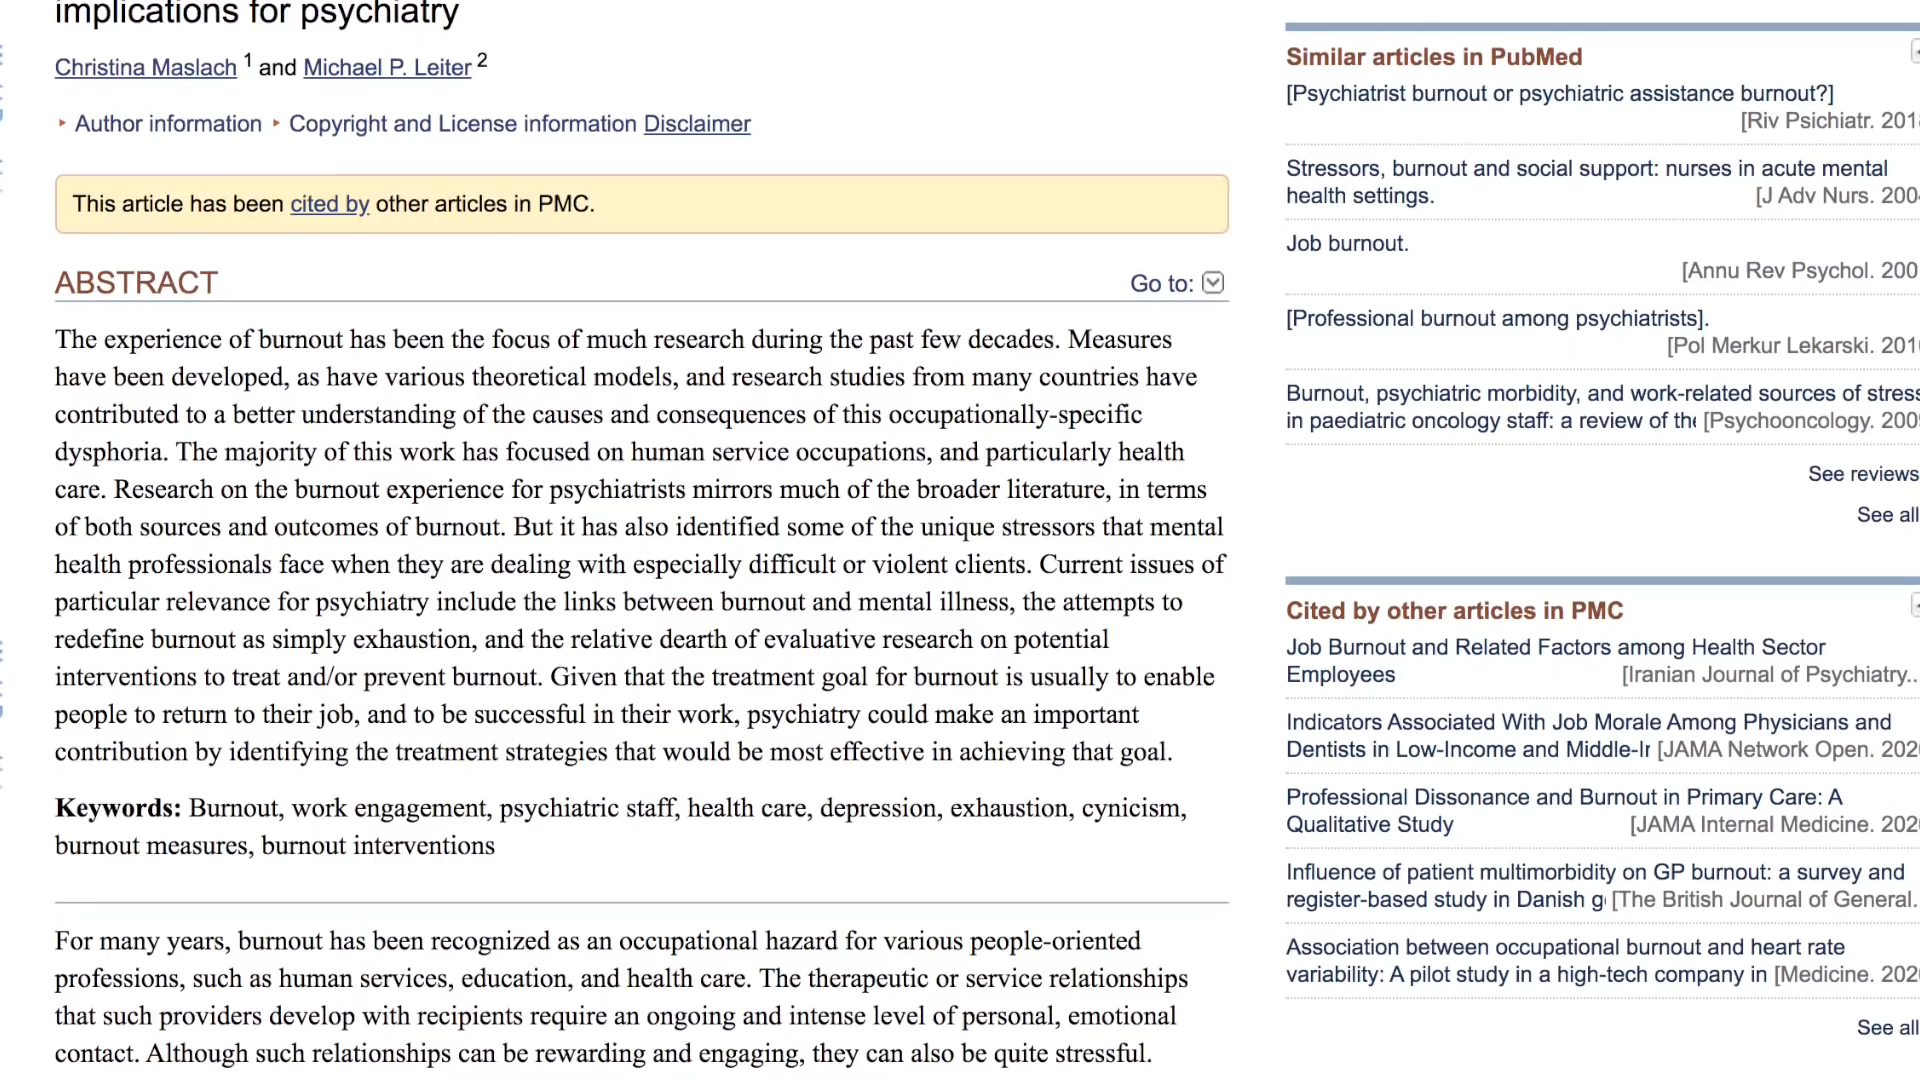 implications for psychiatry
Christina Maslach 1 and Michael P. Leiter 2
Author information Copyright and License information Disclaimer
This article has been cited by other articles in PMC.
ABSTRACT
Go to:
The experience of burnout has been the focus of much research during the past few decades. Measures
have been developed, as have various theoretical models, and research studies from many countries have
contributed to a better understanding of the causes and consequences of this occupationally-specific
dysphoria. The majority of this work has focused on human service occupations, and particularly health
care. Research on the burnout experience for psychiatrists mirrors much of the broader literature, in terms
of both sources and outcomes of burnout. But it has also identified some of the unique stressors that mental
health professionals face when they are dealing with especially difficult or violent clients. Current issues of
particular relevance for psychiatry include the links between burnout and mental illness, the attempts to
redefine burnout as simply exhaustion, and the relative dearth of evaluative research on potential
interventions to treat and/or prevent burnout. Given that the treatment goal for burnout is usually to enable
people to return to their job, and to be successful in their work, psychiatry could make an important
contribution by identifying the treatment strategies that would be most effective in achieving that goal.
Keywords: Burnout, work engagement, psychiatric staff, health care, depression, exhaustion, cynicism,
burnout measures, burnout interventions
For many years, burnout has been recognized as an occupational hazard for various people-oriented
professions, such as human services, education, and health care. The therapeutic or service relationships
that such providers develop with recipients require an ongoing and intense level of personal, emotional
contact. Although such relationships can be rewarding and engaging, they can also be quite stressful.
Similar articles in PubMed
[Psychiatrist burnout or psychiatric assistance burnout?]
[Riv Psichiatr. 201
Stressors, burnout and social support: nurses in acute mental
health settings. [J Adv Nurs. 200
Job burnout.
[Annu Rev Psychol. 200
[Professional burnout among psychiatrists].
[Pol Merkur Lekarski. 201
Burnout, psychiatric morbidity, and work-related sources of stress
in paediatric oncology staff: a review of the [Psychooncology. 200
See reviews
See all
Cited by other articles in PMC
Job Burnout and Related Factors among Health Sector
Employees [Iranian Journal of Psychiatry..
Indicators Associated With Job Morale Among Physicians and
Dentists in Low-Income and Middle-Ir [JAMA Network Open. 202
Professional Dissonance and Burnout in Primary Care: A
Qualitative Study [JAMA Internal Medicine. 202
Influence of patient multimorbidity on GP burnout: a survey and
register-based study in Danish g [The British Journal of General.
Association between occupational burnout and heart rate
variability: A pilot study in a high-tech company in [Medicine. 202
See all